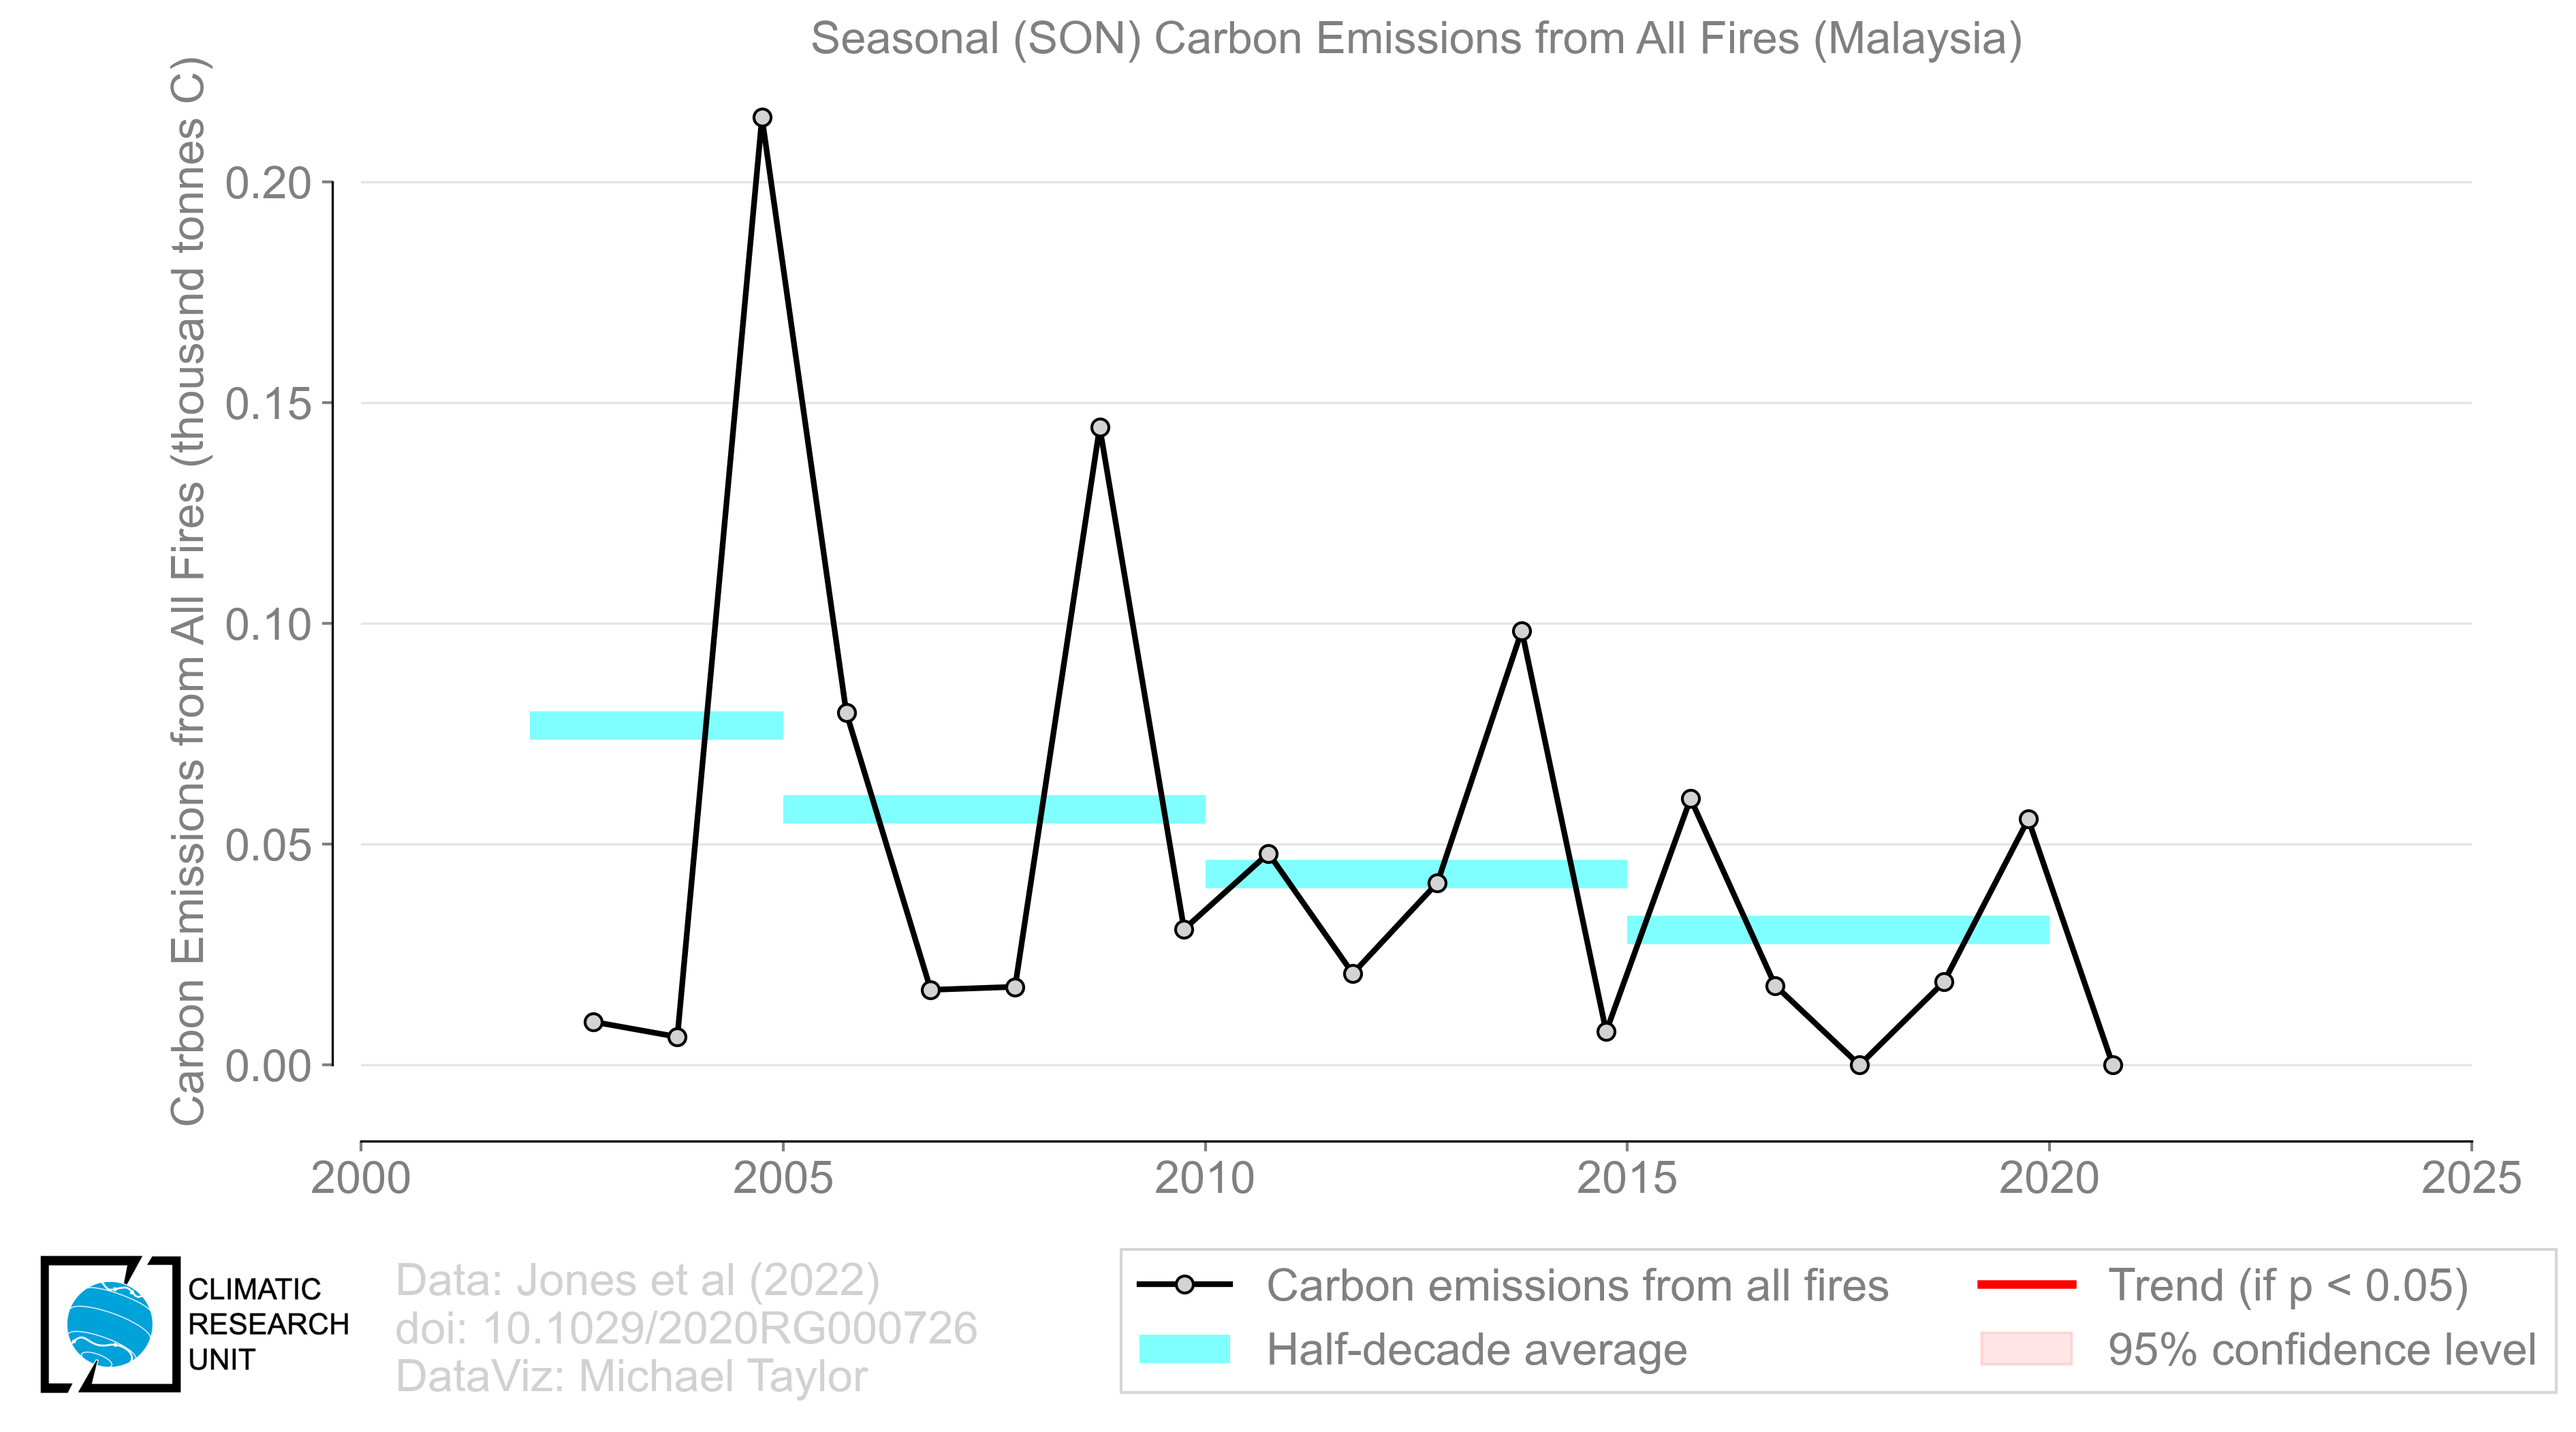 Seasonal (SON) Carbon Emissions from All Fires (Malaysia)
Carbon Emissions from All Fires (thousand tonnes C)
0.20
0.15
0.10
0.05
0.00
2000 2005 2010 2015 2020 2025
CLIMATIC
RESEARCH
UNIT
Data: Jones et al (2022)
doi: 10.1029/2020RG000726
DataViz: Michael Taylor
Carbon emissions from all fires
Half-decade average
Trend (if p < 0.05)
95% confidence level